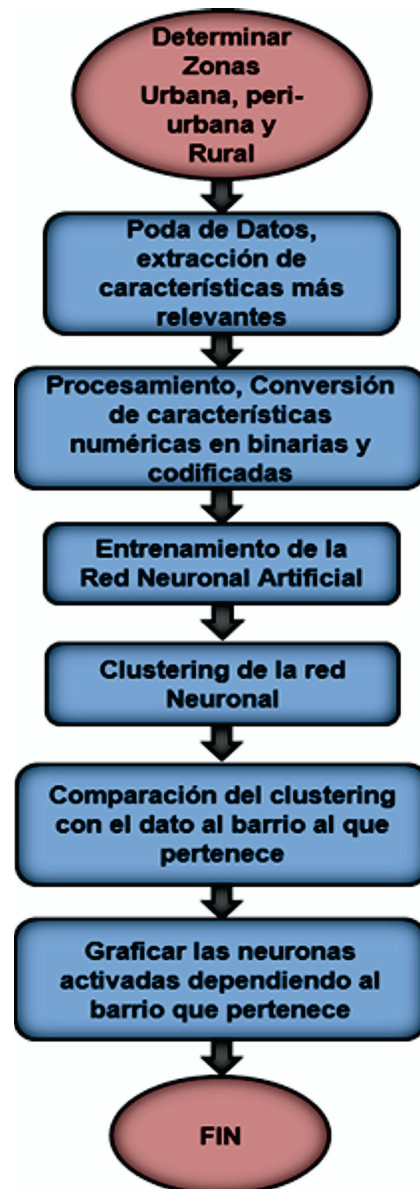 Determinar
Zonas
Urbana, peri-
urbana y
Rural
Poda de Datos,
extracción de
características más
relevantes
Procesamiento, Conversión
de características
numéricas en binarias y
codificadas
Entrenamiento de la
Red Neuronal Artificial
Clustering de la red
Neuronal
Comparación del clustering
con el dato al barrio al que
pertenece
Graficar las neuronas
activadas dependiendo al
barrio que pertenece
FIN